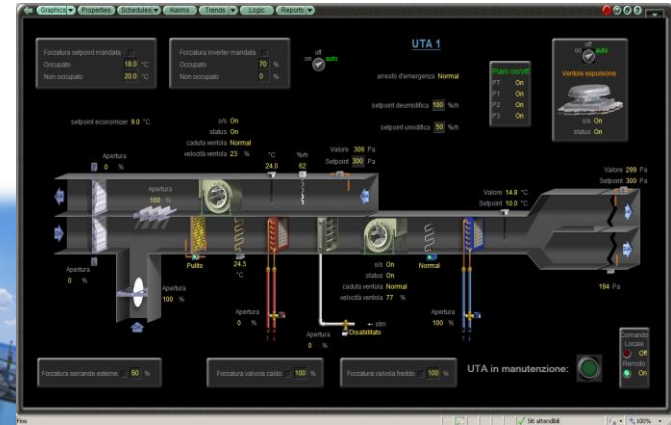 Graphics Properties Schedules Alarms Trends Logic Reports
UTA 1
off
on auto
off
on auto
Forzatura setpoint mandata
Occupato 18.0 °C
Non occupato 20.0 °C
Forzatura inverter mandata
Occupato 70 %
Non occupato 0 %
arresto d'emergenza Normal
setpoint deumidifica 100 %rh
setpoint umidifica 50 %rh
Piani on/off
PT On
P1 On
P2 On
P3 On
Ventola espulsione
s/s On
status On
setpoint economizer 9.0 °C
s/s On
status On
caduta ventola Normal
velocità ventola 23 %
°C
24.0
%rh
62
Valore 306 Pa
Setpoint 300 Pa
Apertura
0 %
Apertura
100 %
Valore 14.8 °C
Setpoint 10.0 °C
Valore 299 Pa
Setpoint 300 Pa
Pulito
24.3
°C
s/s On
status On
caduta ventola Normal
velocità ventola 77 %
Normal
194 Pa
Apertura
0 %
Apertura
100 %
Apertura
0 %
Apertura
0 %
← stm
Disabilitato
Apertura
100 %
Comando
Locale
Off
Remoto
On
Forzatura serrande esterne 50 %
Forzatura valvola caldo 100 %
Forzatura valvola freddo 100 %
UTA in manutenzione:
Fine
Siti attendibili
100%